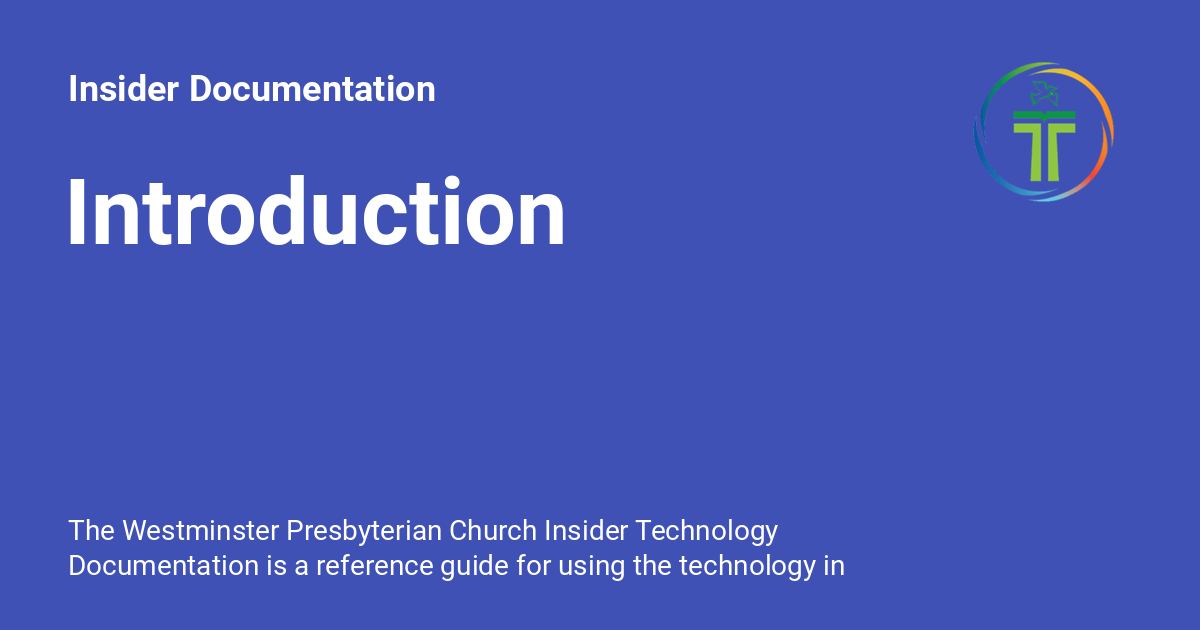 Insider Documentation
Introduction
The Westminster Presbyterian Church Insider Technology
Documentation is a reference guide for using the technology in